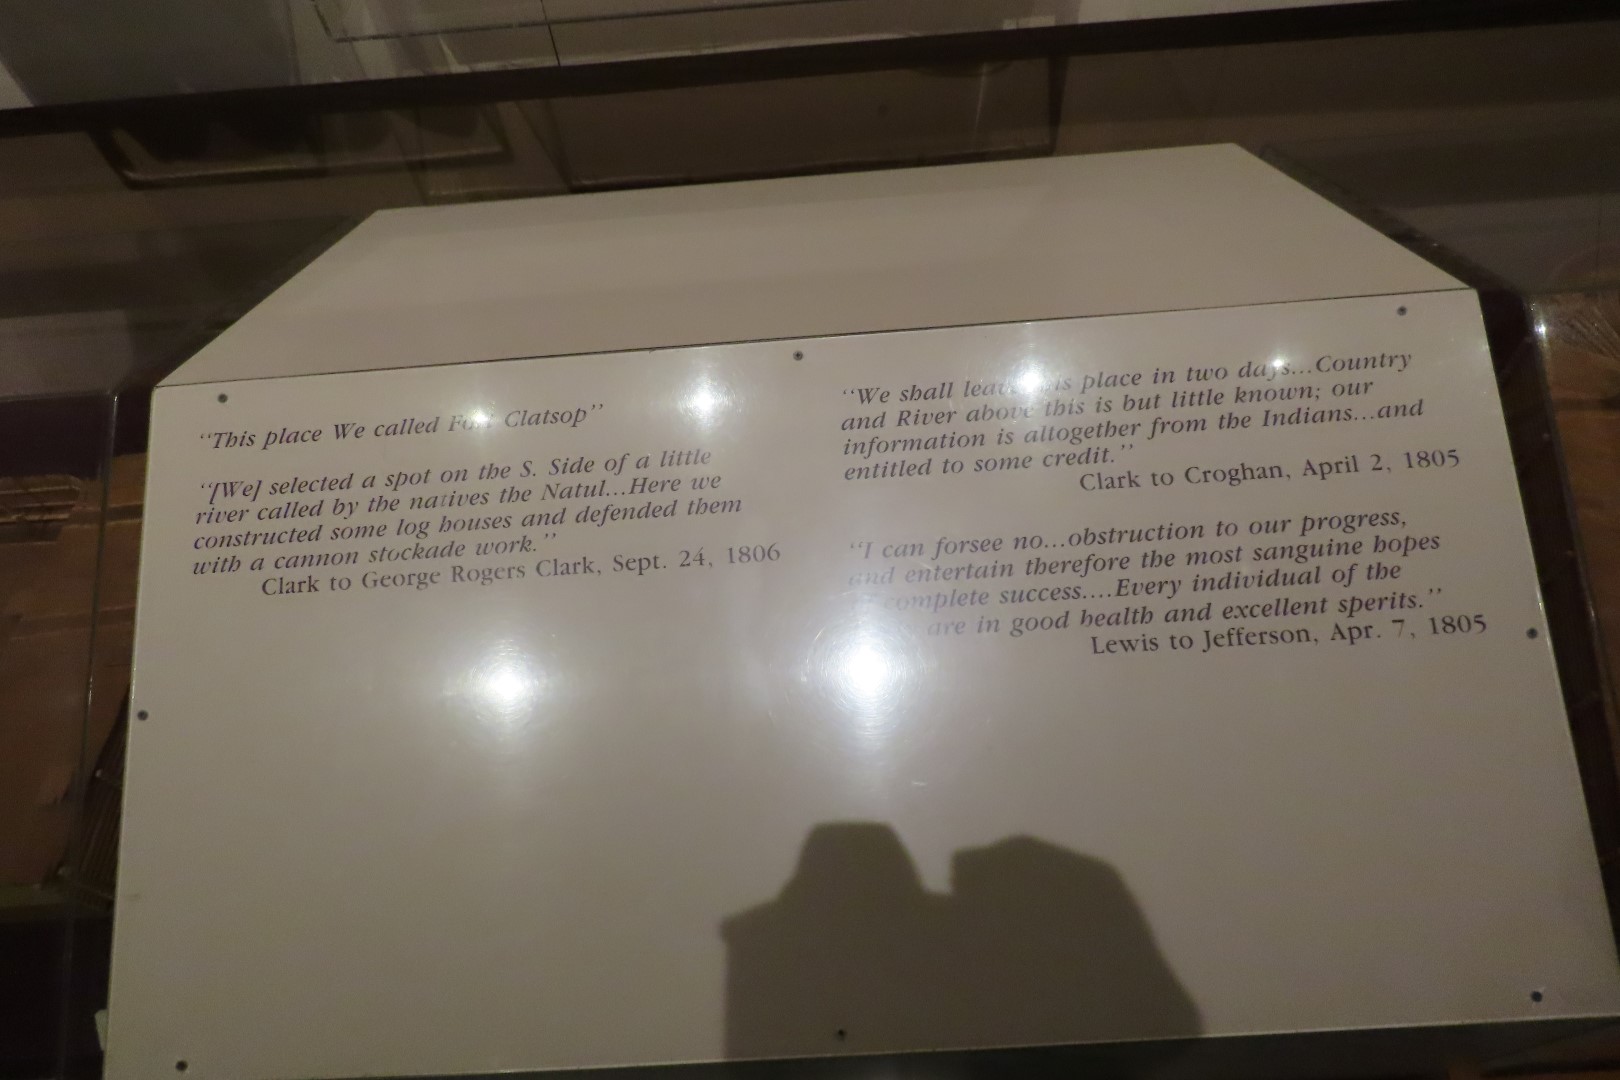 “This place We called Fort Clatsop”
“[We] selected a spot on the S. Side of a little
river called by the natives the Natul...Here we
constructed some log houses and defended them
with a cannon stockade work.”
Clark to George Rogers Clark, Sept. 24, 1806
“We shall leave this place in two days...Country
and River above this is but little known; our
information is altogether from the Indians...and
entitled to some credit.”
Clark to Croghan, April 2, 1805
“I can forsee no...obstruction to our progress,
and entertain therefore the most sanguine hopes
complete success....Every individual of the
are in good health and excellent sperits.”
Lewis to Jefferson, Apr. 7, 1805